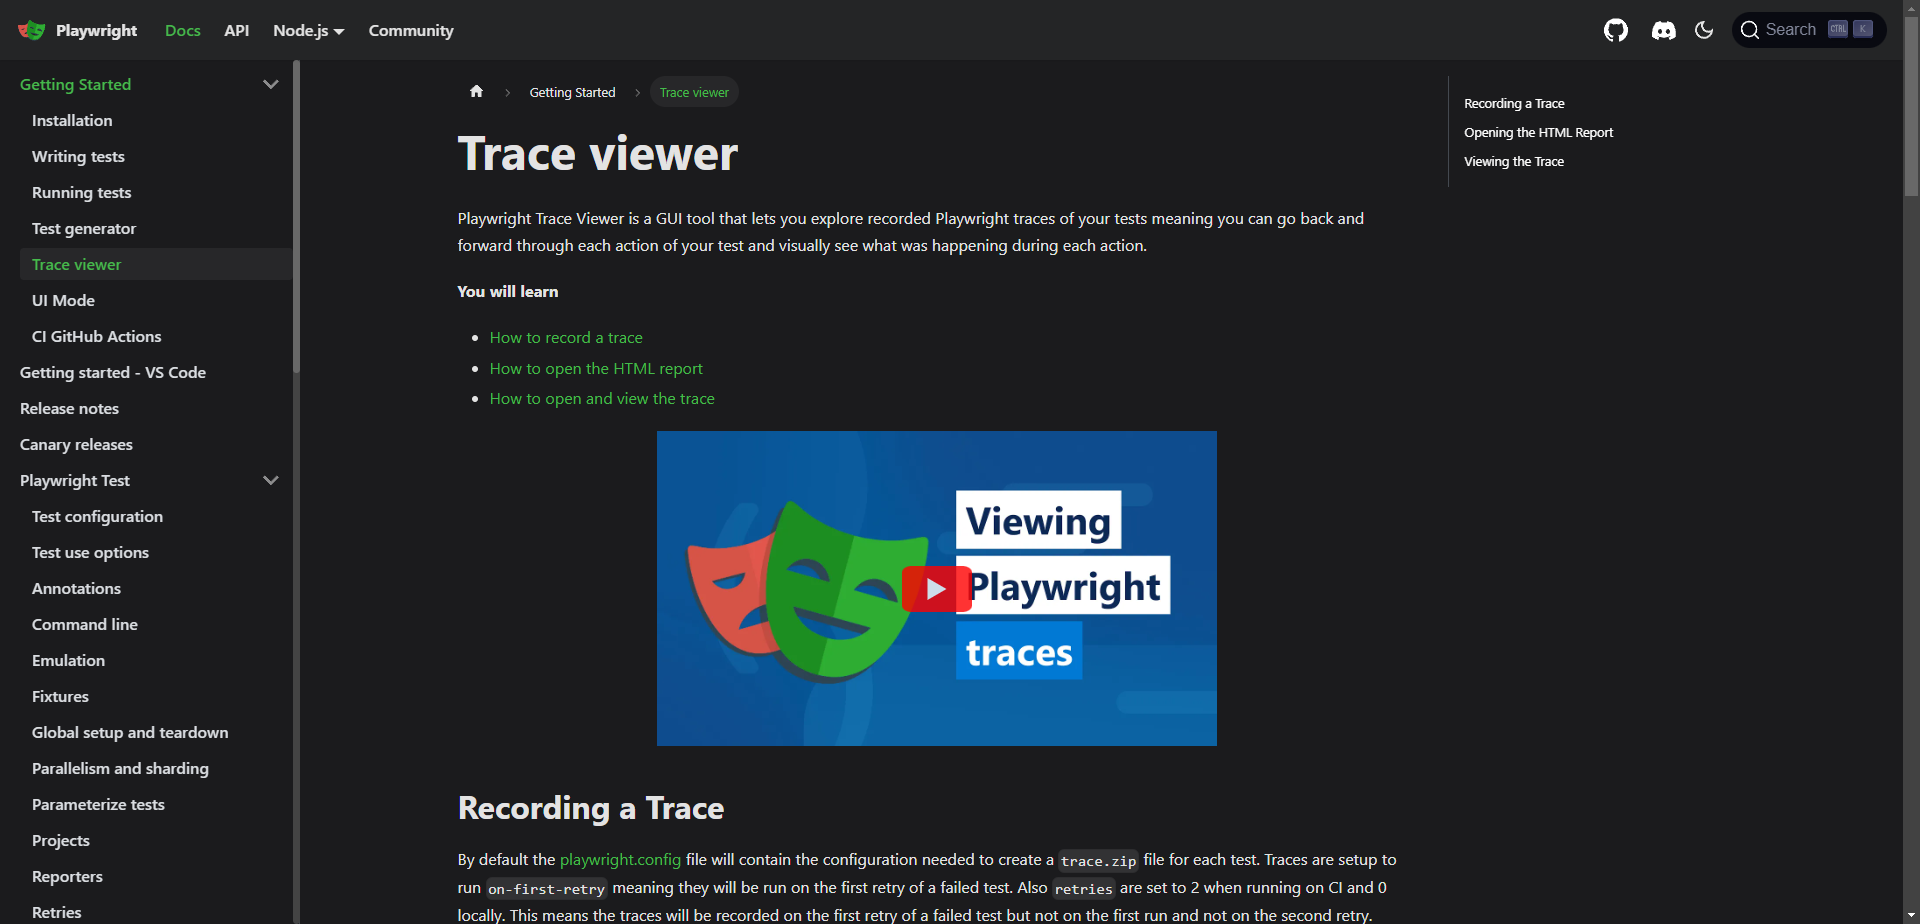 Playwright
Docs
API
Node.js
Community
Search
CTRL
K
Getting Started
Installation
Writing tests
Running tests
Test generator
Trace viewer
UI Mode
CI GitHub Actions
Getting started - VS Code
Release notes
Canary releases
Playwright Test
Test configuration
Test use options
Annotations
Command line
Emulation
Fixtures
Global setup and teardown
Parallelism and sharding
Parameterize tests
Projects
Reporters
Retries
Getting Started
Trace viewer
Trace viewer
Playwright Trace Viewer is a GUI tool that lets you explore recorded Playwright traces of your tests meaning you can go back and
forward through each action of your test and visually see what was happening during each action.
You will learn
How to record a trace
How to open the HTML report
How to open and view the trace
Viewing
Playwright
traces
Recording a Trace
By default the playwright.config file will contain the configuration needed to create a trace.zip file for each test. Traces are setup to
run on-first-retry meaning they will be run on the first retry of a failed test. Also retries are set to 2 when running on CI and 0
locally. This means the traces will be recorded on the first retry of a failed test but not on the first run and not on the second retry.
Recording a Trace
Opening the HTML Report
Viewing the Trace